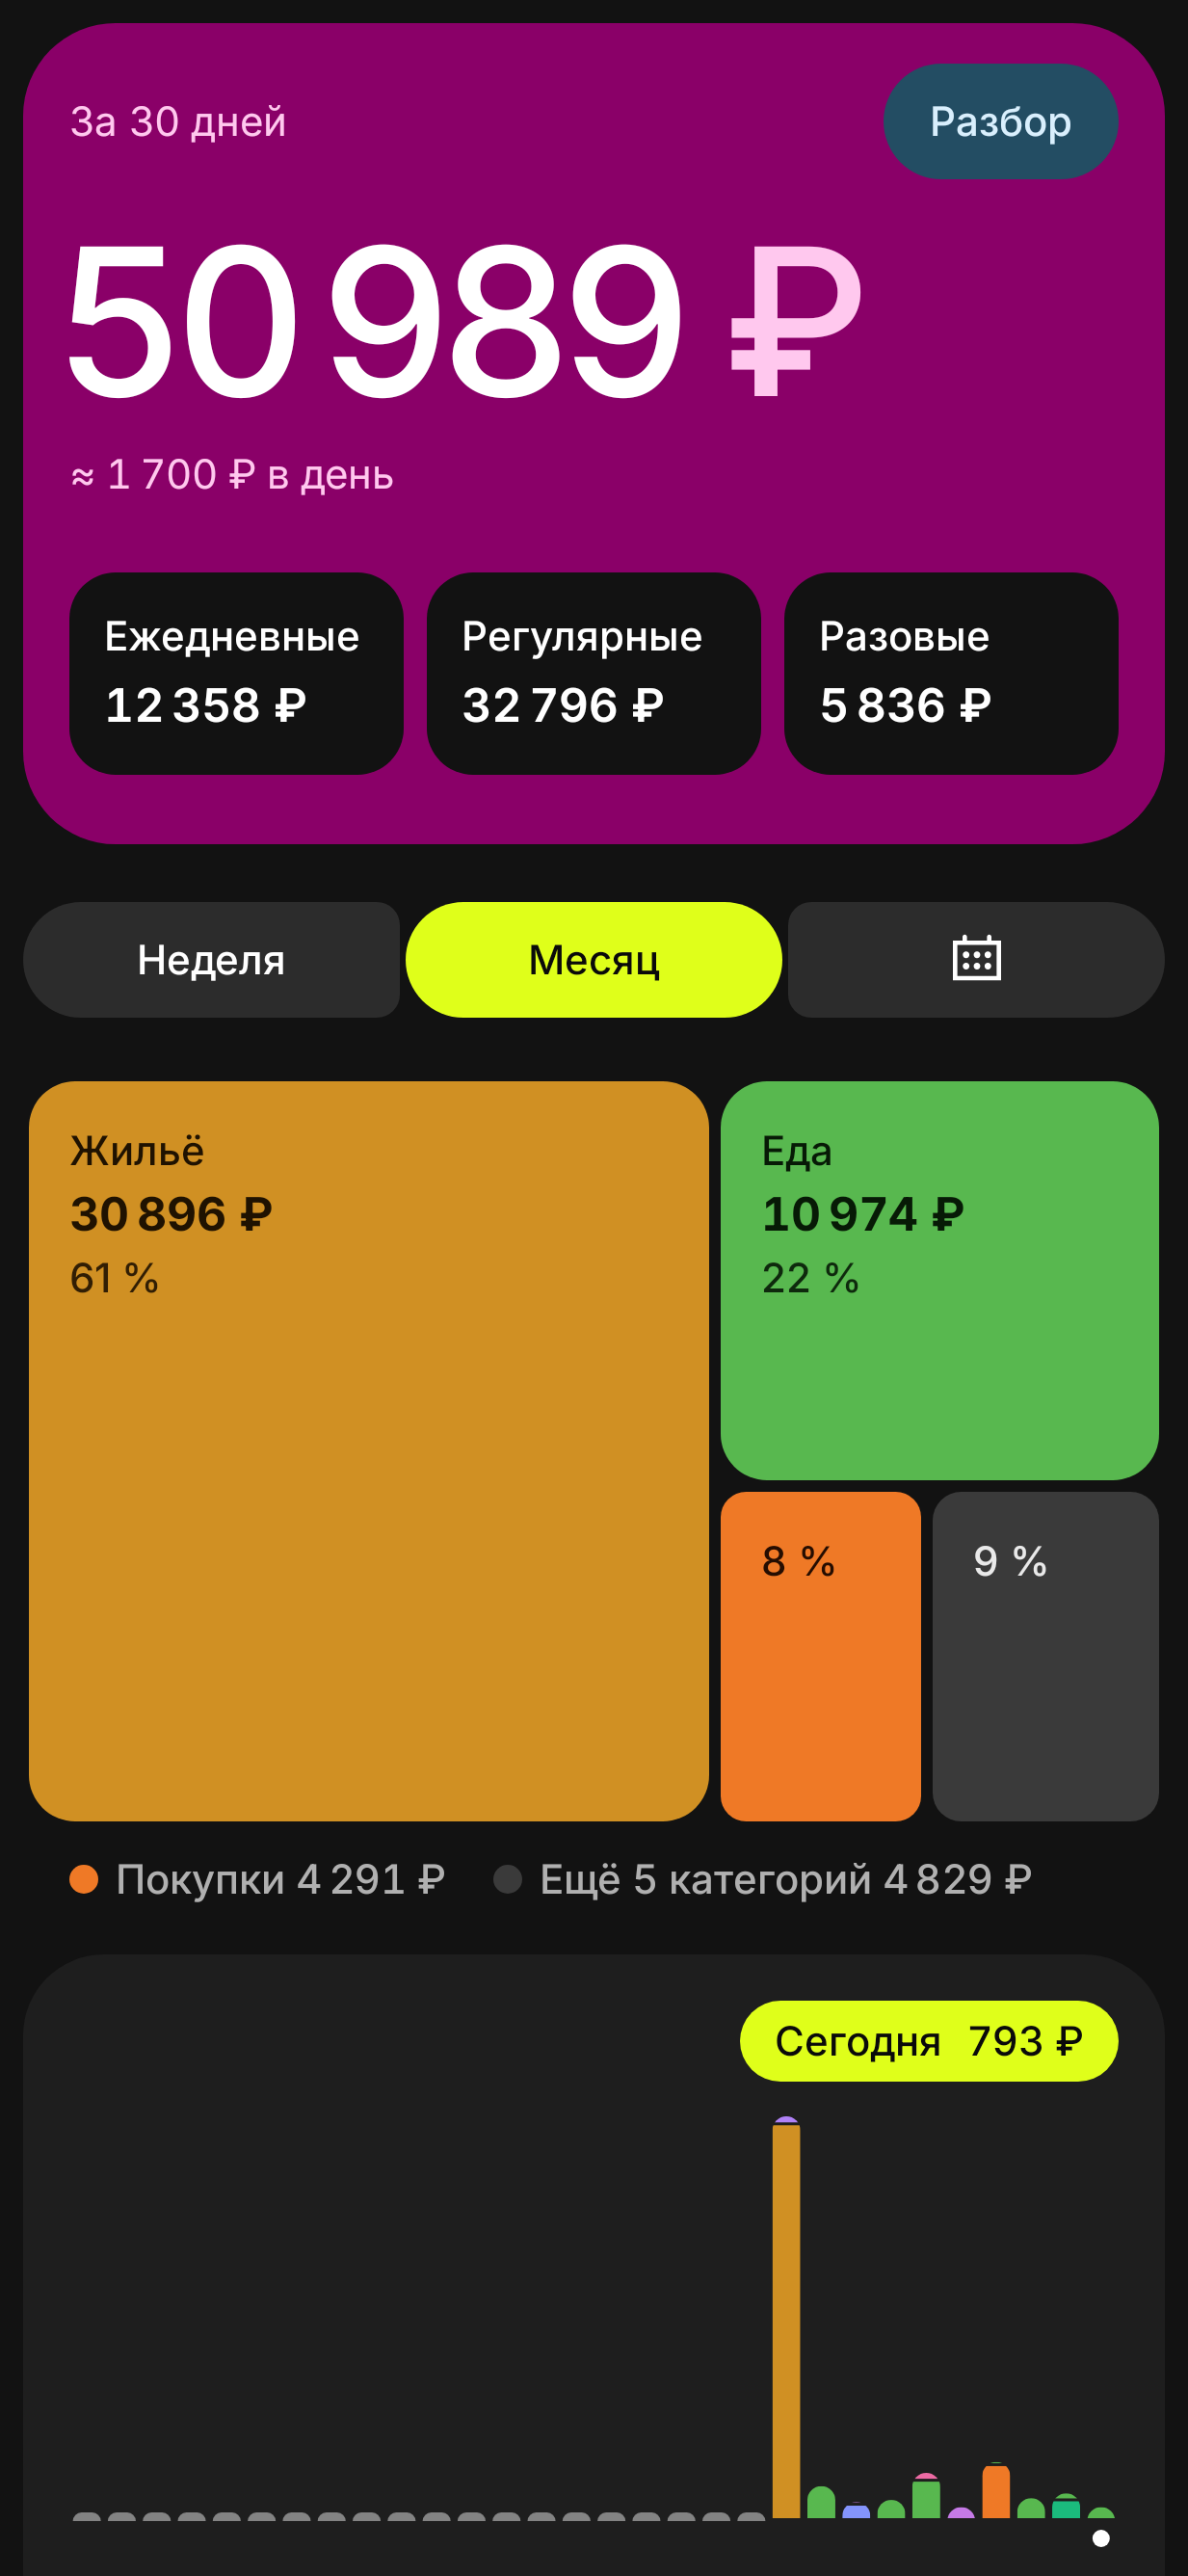 За 30 дней
Разбор
50 989 ₽
≈ 1 700 ₽ в день
Ежедневные
12 358 ₽
Регулярные
32 796 ₽
Разовые
5 836 ₽
Неделя
Месяц
Жильё
30 896 ₽
61 %
Еда
10 974 ₽
22 %
8 %
9 %
Покупки 4 291 ₽
Ещё 5 категорий 4 829 ₽
Сегодня 793 ₽